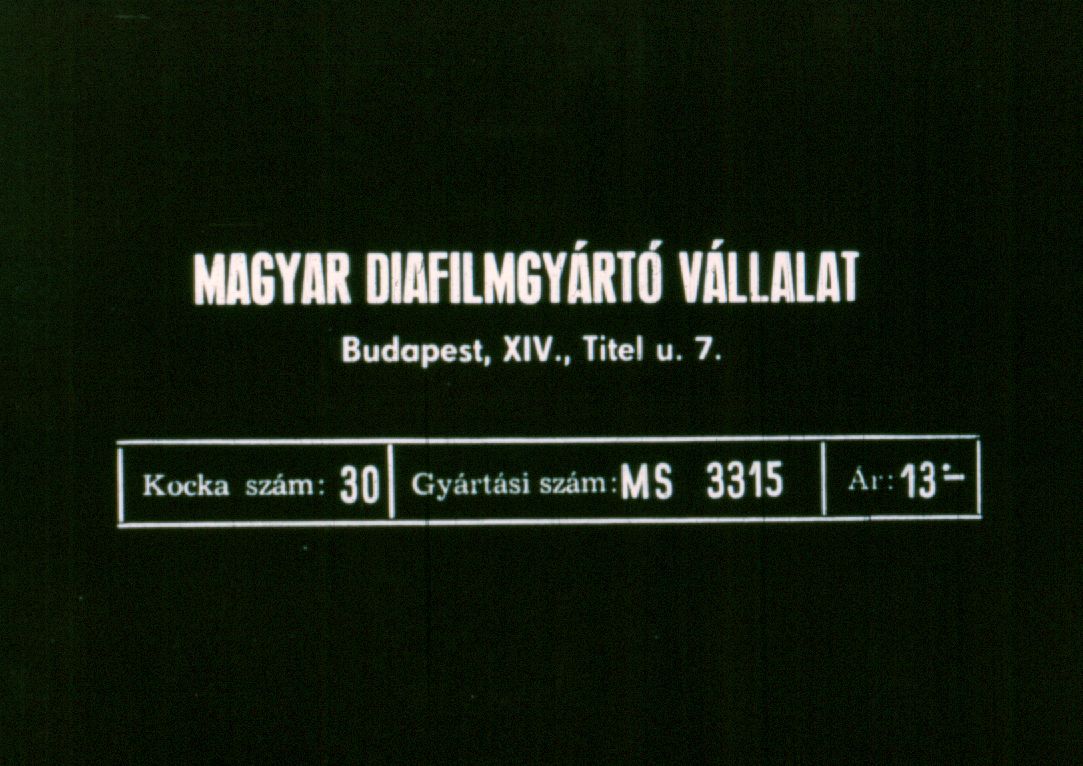 MAGYAR DIAFILMGYÁRTÓ VÁLLALAT
Budapest, XIV., Titel u. 7.
Kocka szám: 30 Gyártási szám: MS 3315 Ár: 13·–